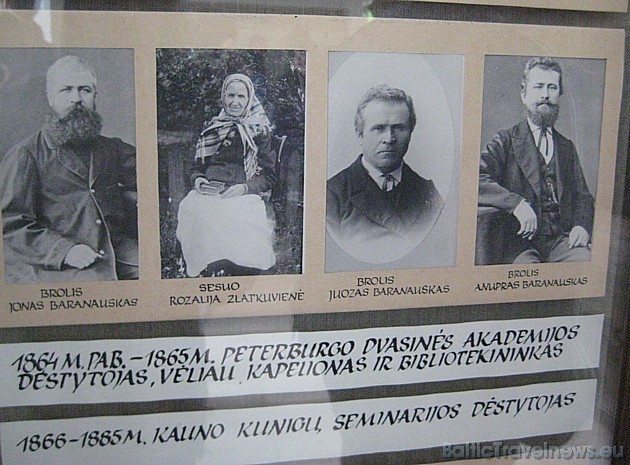 BROLIS
JONAS BARANAUSKAS
SESUO
ROZALIJA ZLATKUVIENĖ
BROLIS
JUOZAS BARANAUSKAS
BROLIS
ANUPRAS BARANAUSKAS
1864 M. PAB. – 1865 M. PETERBURGO DVASINĖS AKADEMIJOS
DĖSTYTOJAS, VĖLIAU KAPELIONAS IR BIBLIOTEKININKAS
1866-1885 M. KAUNO KUNIGŲ SEMINARIJOS DĖSTYTOJAS
BalticTravelnews.eu